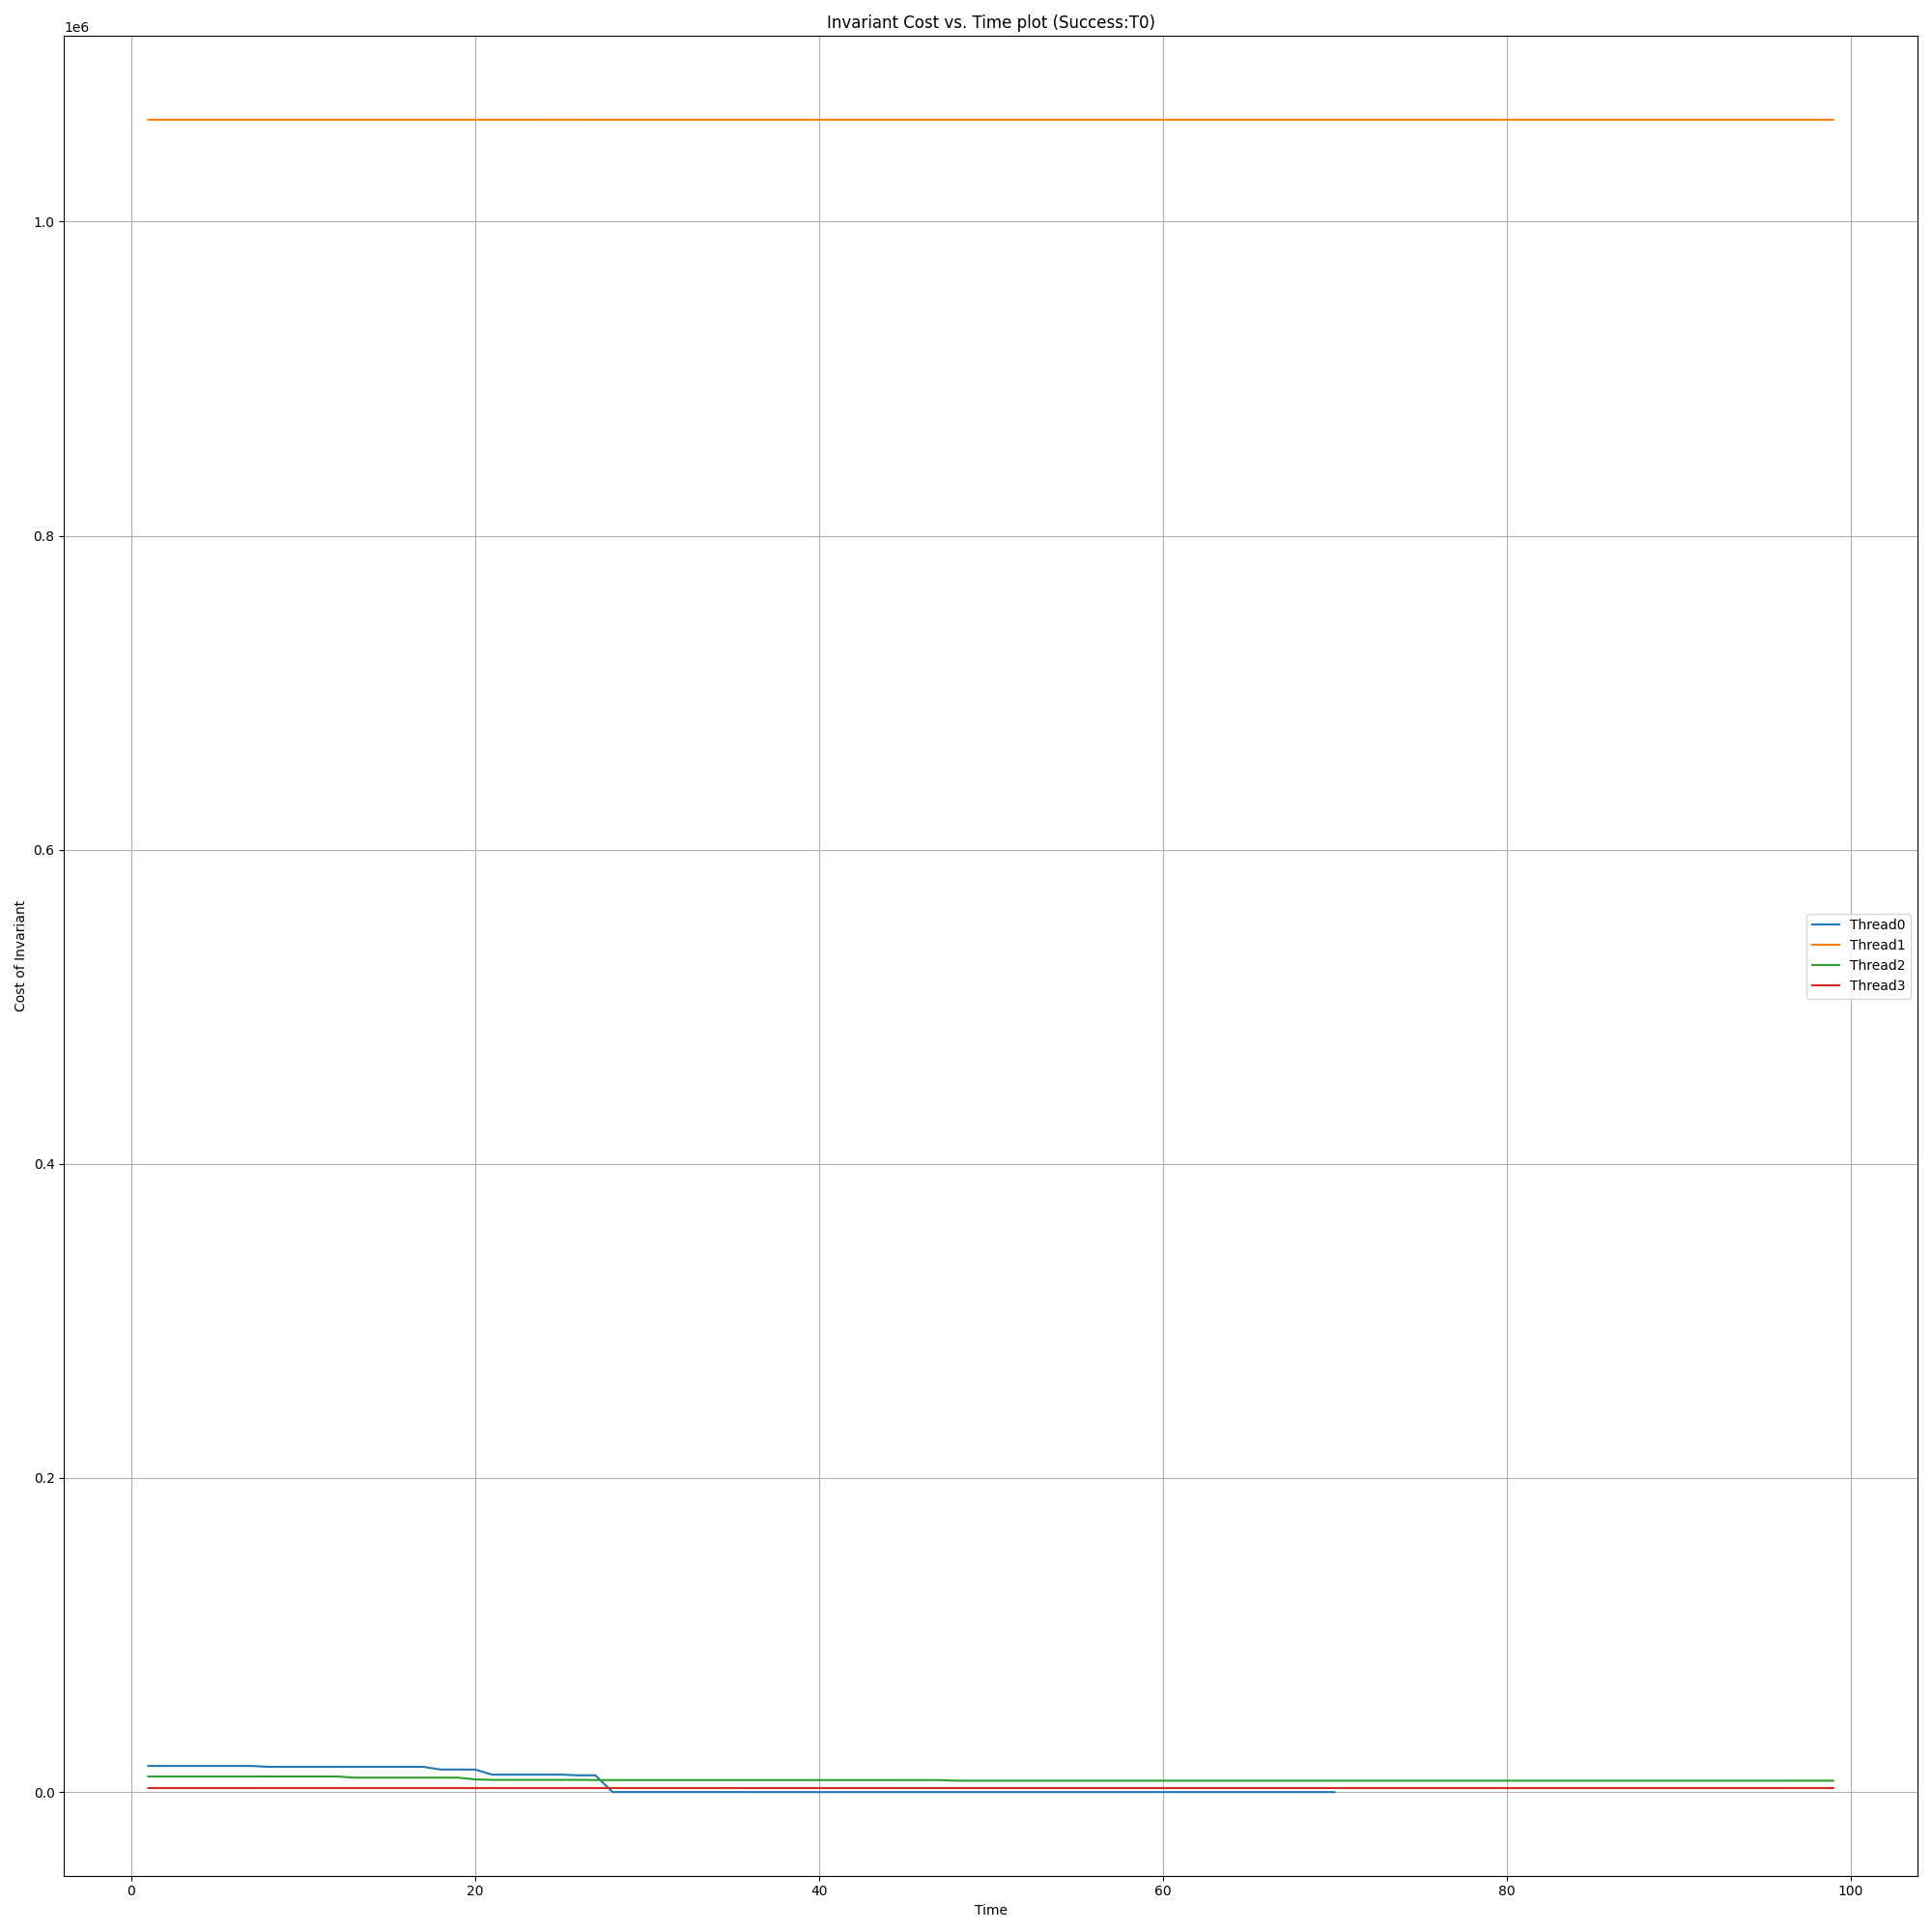 Invariant Cost vs. Time plot (Success:T0)
1e6
1.0
0.8
0.6
0.4
0.2
0.0
Cost of Invariant
Thread0
Thread1
Thread2
Thread3
0 20 40 60 80 100
Time